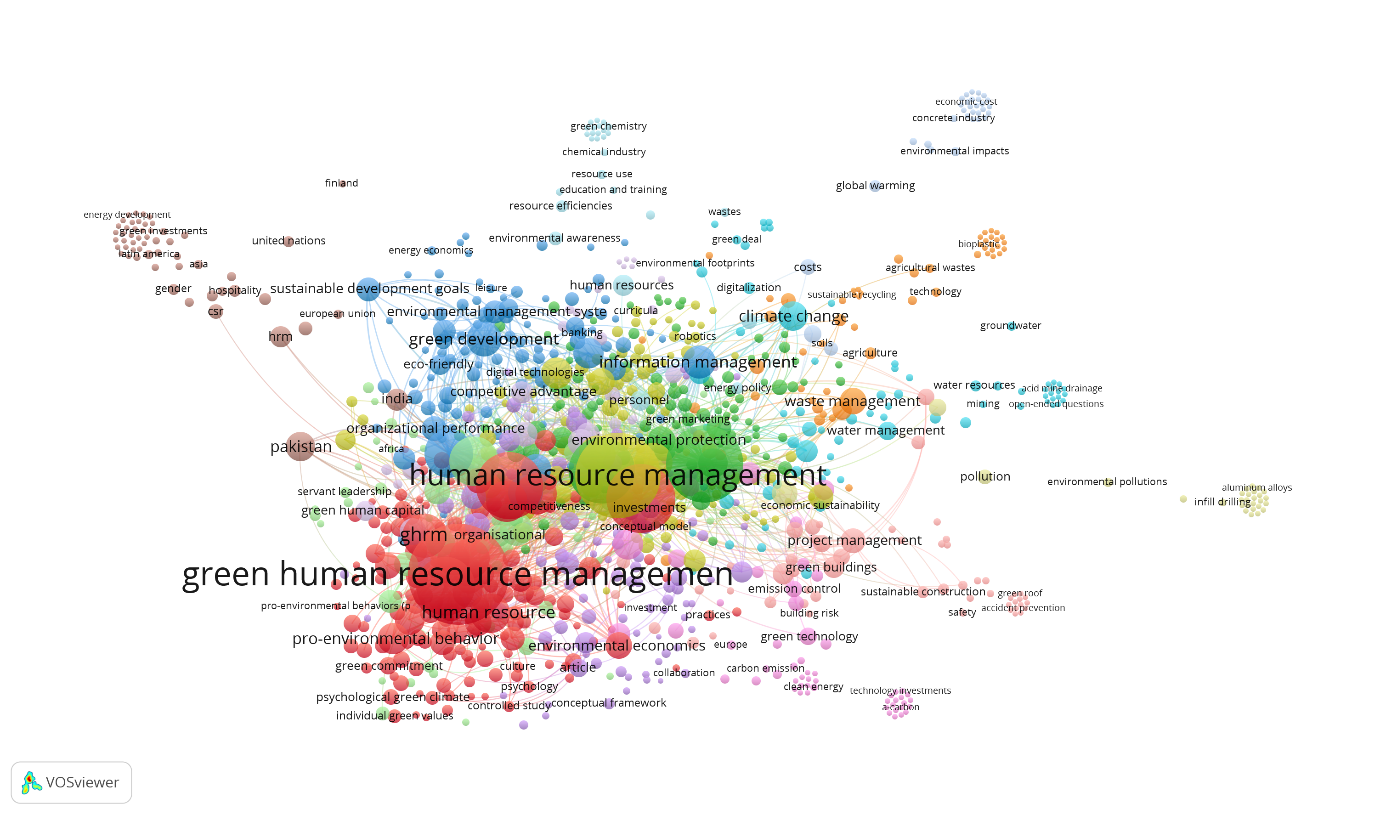 economic cost
concrete industry
green chemistry
chemical industry
environmental impacts
resource use
finland
education and training
global warming
resource efficiencies
energy development
wastes
green investments
united nations
environmental awareness
green deal
bioplastic
latin america
energy economics
asia
environmental footprints
costs
agricultural wastes
gender
hospitality
sustainable development goals
leisure
human resources
digitalization
sustainable recycling
technology
csr
european union
environmental management syste
curricula
climate change
groundwater
hrm
green development
banking
robotics
soils
agriculture
eco-friendly
digital technologies
information management
india
competitive advantage
personnel
energy policy
waste management
water resources
acid mine drainage
mining
open-ended questions
organizational performance
green marketing
water management
pakistan
africa
environmental protection
human resource management
pollution
environmental pollutions
aluminum alloys
servant leadership
infill drilling
green human capital
competitiveness
investments
economic sustainability
conceptual model
ghrm
organisational
project management
green human resource managemen
green buildings
emission control
sustainable construction
green roof
pro-environmental behaviors (p
human resource
investment
practices
building risk
safety
accident prevention
pro-environmental behavior
environmental economics
europe
green technology
green commitment
culture
article
collaboration
carbon emission
psychology
clean energy
technology investments
psychological green climate
controlled study
conceptual framework
a-carbon
individual green values
VOSviewer